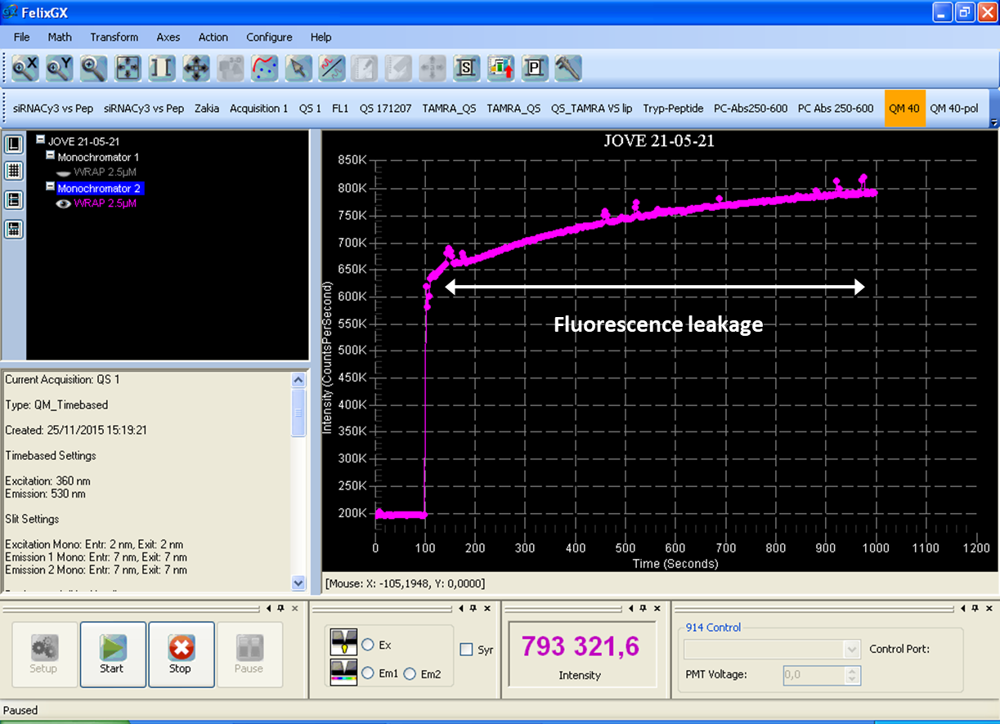 FelixGX
File Math Transform Axes Action Configure Help
siRNACy3 vs Pep siRNACy3 vs Pep Zakia Acquisition 1 QS 1 FL1 QS 171207 TAMRA_QS TAMRA_QS QS_TAMRA VS lip Tryp-Peptide PC-Abs250-600 PC Abs 250-600 QM 40 QM 40-pol
JOVE 21-05-21
Monochromator 1
WRAP 2.5µM
Monochromator 2
WRAP 2.5µM
Current Acquisition: QS 1
Type: QM_Timebased
Created: 25/11/2015 15:19:21
Timebased Settings
Excitation: 360 nm
Emission: 530 nm
Slit Settings
Excitation Mono: Entr: 2 nm, Exit: 2 nm
Emission 1 Mono: Entr: 7 nm, Exit: 7 nm
Emission 2 Mono: Entr: 7 nm, Exit: 7 nm
JOVE 21-05-21
850K
800K
750K
700K
650K
600K
550K
500K
450K
400K
350K
300K
250K
200K
Intensity (CountsPerSecond)
Fluorescence leakage
0 100 200 300 400 500 600 700 800 900 1000 1100 1200
Time (Seconds)
[Mouse: X: -105,1948, Y: 0,0000]
Setup Start Stop Pause
Ex
Em1 Em2
Syr
793 321,6
Intensity
914 Control
Control Port:
PMT Voltage: 0,0
Paused